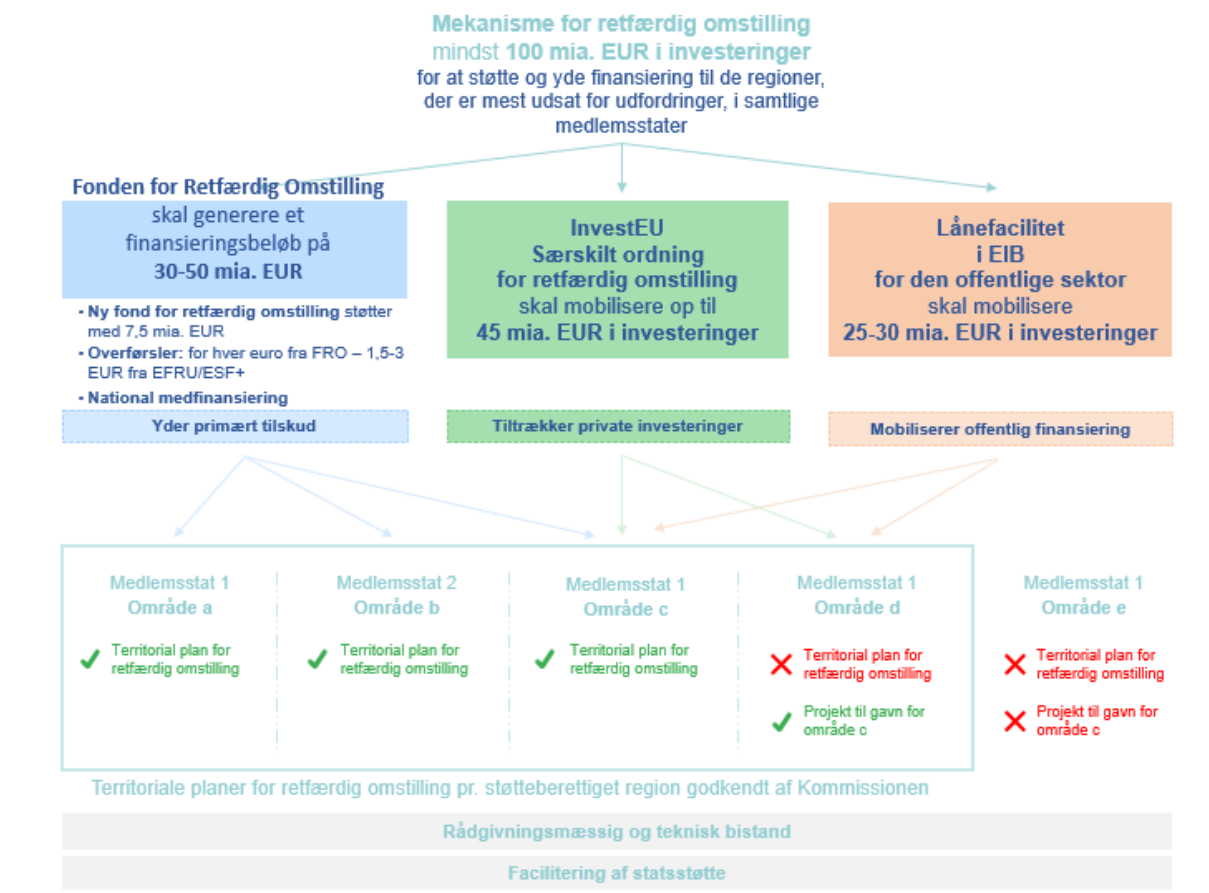 Mekanisme for retfærdig omstilling
mindst 100 mia. EUR i investeringer
for at støtte og yde finansiering til de regioner,
der er mest udsat for udfordringer, i samtlige
medlemsstater
Fonden for Retfærdig Omstilling
skal generere et
finansieringsbeløb på
30-50 mia. EUR
- Ny fond for retfærdig omstilling støtter
med 7,5 mia. EUR
- Overførsler: for hver euro fra FRO – 1,5-3
EUR fra EFRU/ESF+
- National medfinansiering
Yder primært tilskud
InvestEU
Særskilt ordning
for retfærdig omstilling
skal mobilisere op til
45 mia. EUR i investeringer
Tiltrækker private investeringer
Lånefacilitet
i EIB
for den offentlige sektor
skal mobilisere
25-30 mia. EUR i investeringer
Mobiliserer offentlig finansiering
Medlemsstat 1
Område a
Territorial plan for
retfærdig omstilling
Medlemsstat 2
Område b
Territorial plan for
retfærdig omstilling
Medlemsstat 1
Område c
Territorial plan for
retfærdig omstilling
Medlemsstat 1
Område d
Territorial plan for
retfærdig omstilling
Projekt til gavn for
område c
Medlemsstat 1
Område e
Territorial plan for
retfærdig omstilling
Projekt til gavn for
område c
Territoriale planer for retfærdig omstilling pr. støtteberettiget region godkendt af Kommissionen
Rådgivningsmæssig og teknisk bistand
Facilitering af statsstøtte